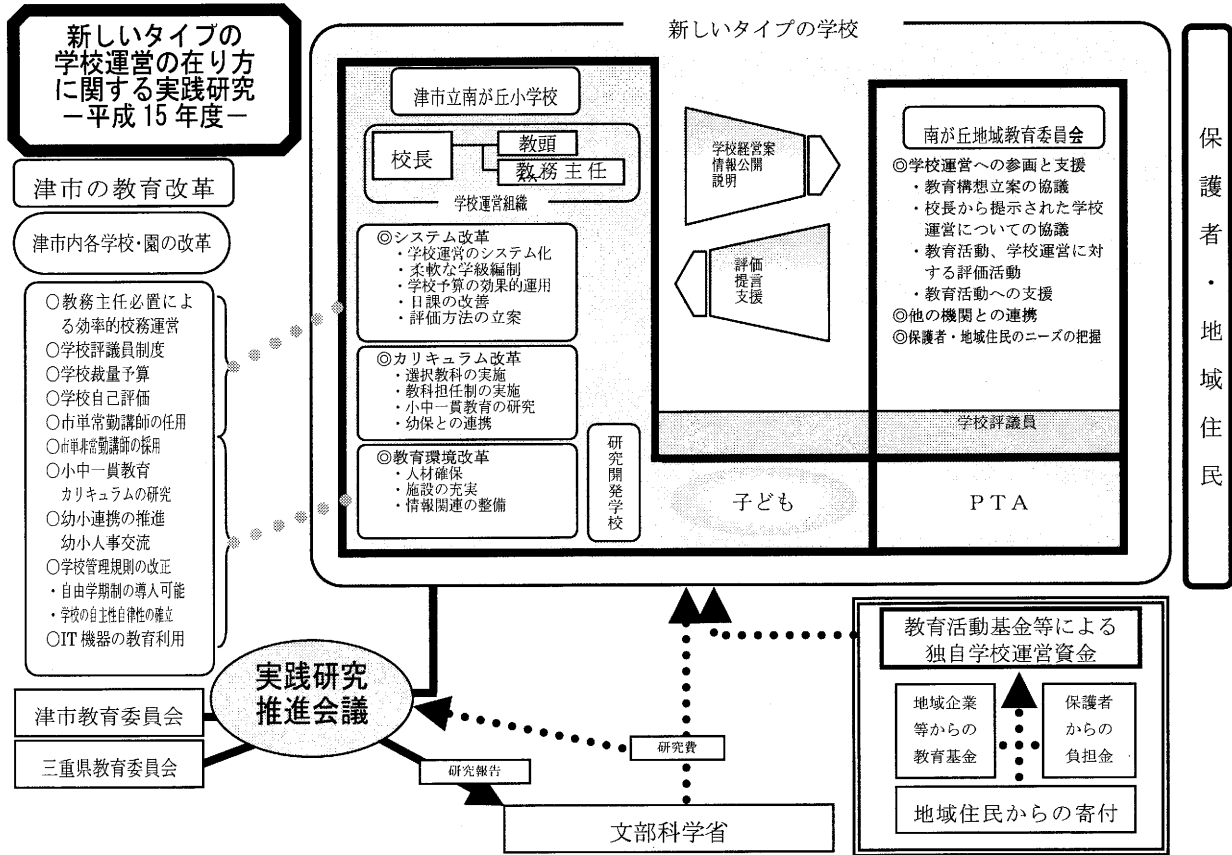 新しいタイプの
学校運営の在り方
に関する実践研究
－平成15年度－
津市の教育改革
津市内各学校・園の改革
○教務主任必置によ
る効率的校務運営
○学校評議員制度
○学校裁量予算
○学校自己評価
○市単常勤講師の任用
○市単非常勤講師の採用
○小中一貫教育
カリキュラムの研究
○幼小連携の推進
幼小人事交流
○学校管理規則の改正
・自由学期制の導入可能
・学校の自主性自律性の確立
○IT機器の教育利用
津市教育委員会
三重県教育委員会
新しいタイプの学校
津市立南が丘小学校
校長
教頭
教務主任
学校運営組織
◎システム改革
・学校運営のシステム化
・柔軟な学級編制
・学校予算の効果的運用
・日課の改善
・評価方法の立案
◎カリキュラム改革
・選択教科の実施
・教科担任制の実施
・小中一貫教育の研究
・幼保との連携
◎教育環境改革
・人材確保
・施設の充実
・情報関連の整備
研究開発学校
学校経営案
情報公開
説明
評価
提言
支援
子ども
南が丘地域教育委員会
◎学校運営への参画と支援
・教育構想立案の協議
・校長から提示された学校
運営についての協議
・教育活動、学校運営に対
する評価活動
・教育活動への支援
◎他の機関との連携
◎保護者・地域住民のニーズの把握
学校評議員
PTA
保護者・地域住民
実践研究
推進会議
研究報告
研究費
文部科学省
教育活動基金等による
独自学校運営資金
地域企業
等からの
教育基金
保護者
からの
負担金
地域住民からの寄付